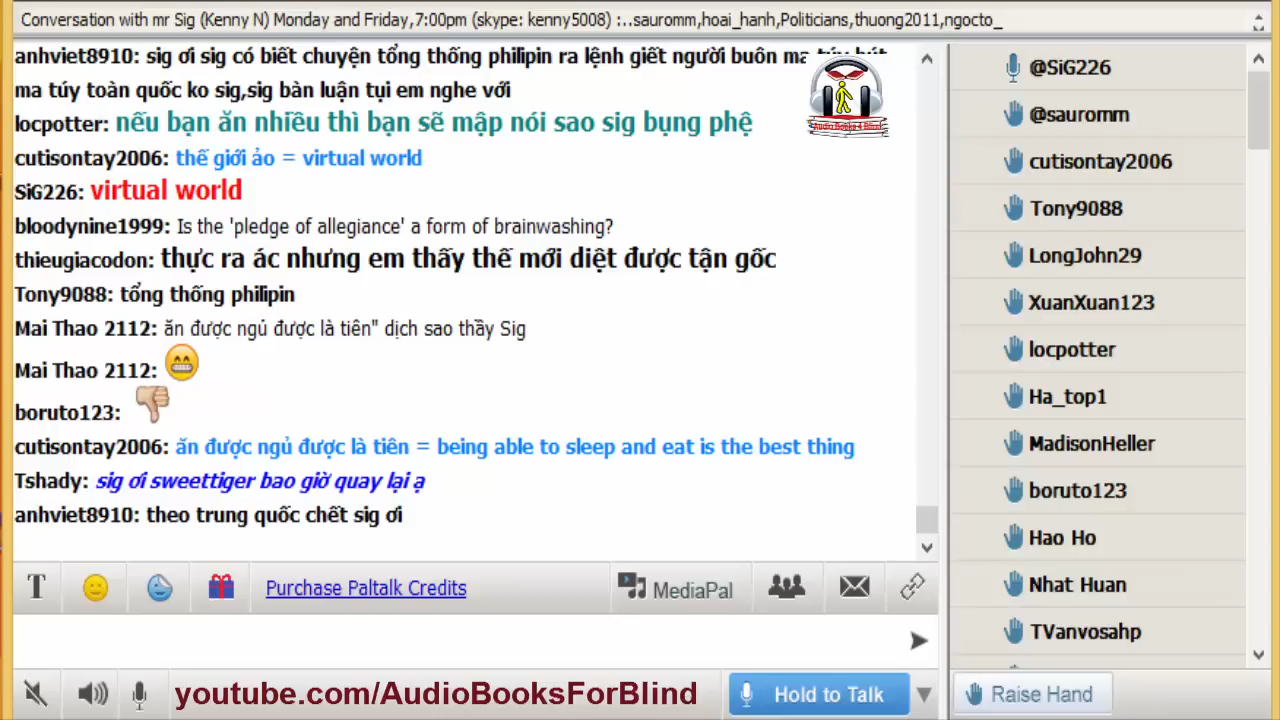 Conversation with mr Sig (Kenny N) Monday and Friday,7:00pm (skype: kenny5008) :..sauromm,hoai_hanh,Politicians,thuong2011,ngocto_
anhviet8910: sig ơi sig có biết chuyện tổng thống philipin ra lệnh giết người buôn ma túy hút
ma túy toàn quốc ko sig,sig bàn luận tụi em nghe với
locpotter: nếu bạn ăn nhiều thì bạn sẽ mập nói sao sig bụng phệ
cutisontay2006: thế giới ảo = virtual world
SiG226: virtual world
bloodynine1999: Is the 'pledge of allegiance' a form of brainwashing?
thieugiacodon: thực ra ác nhưng em thấy thế mới diệt được tận gốc
Tony9088: tổng thống philipin
Mai Thao 2112: ăn được ngủ được là tiên" dịch sao thầy Sig
Mai Thao 2112:
boruto123:
cutisontay2006: ăn được ngủ được là tiên = being able to sleep and eat is the best thing
Tshady: sig ơi sweettiger bao giờ quay lại ạ
anhviet8910: theo trung quốc chết sig ơi
Audio Books 4 Blind
T
Purchase Paltalk Credits
MediaPal
youtube.com/AudioBooksForBlind
Hold to Talk
@SiG226
@sauromm
cutisontay2006
Tony9088
LongJohn29
XuanXuan123
locpotter
Ha_top1
MadisonHeller
boruto123
Hao Ho
Nhat Huan
TVanvosahp
Raise Hand